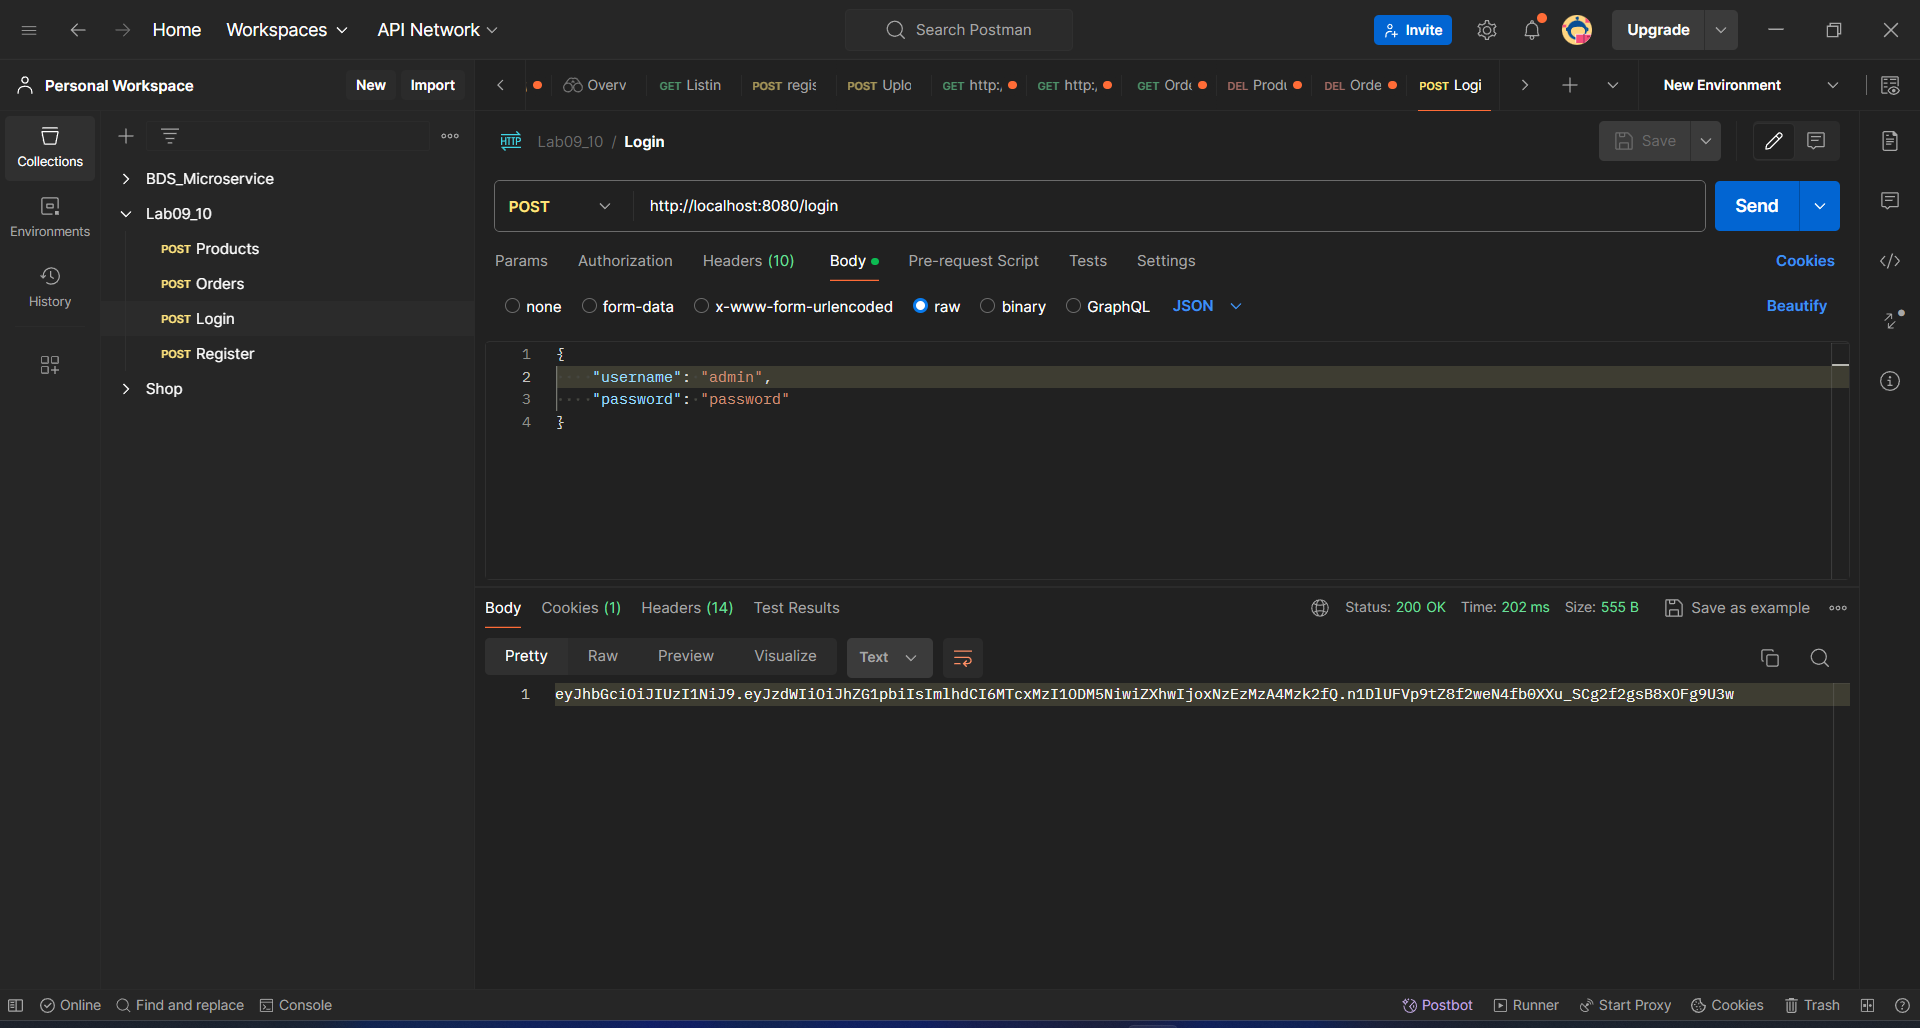 Home Workspaces API Network Search Postman Invite Upgrade
Personal Workspace New Import Overv GET Listin POST regis POST Uplo GET http:, GET http:, GET Orde DEL Produ DEL Orde POST Logi New Environment
Collections
Environments
History
BDS_Microservice
Lab09_10
POST Products
POST Orders
POST Login
POST Register
Shop
HTTP Lab09_10 / Login Save
POST http://localhost:8080/login Send
Params Authorization Headers (10) Body Pre-request Script Tests Settings Cookies
none form-data x-www-form-urlencoded raw binary GraphQL JSON Beautify
1 {
2 "username": "admin",
3 "password": "password"
4 }
Body Cookies (1) Headers (14) Test Results Status: 200 OK Time: 202 ms Size: 555 B Save as example
Pretty Raw Preview Visualize Text
1 eyJhbGciOiJIUzI1NiJ9.eyJzdWIiOiJhZG1pbiIsImlhdCI6MTcxMzI1ODM5NiwiZXhwIjoxNzEzMzA4Mzk2fQ.n1DlUFVp9tZ8f2weN4fb0XXu_SCg2f2gsB8xOFg9U3w
Online Find and replace Console Postbot Runner Start Proxy Cookies Trash